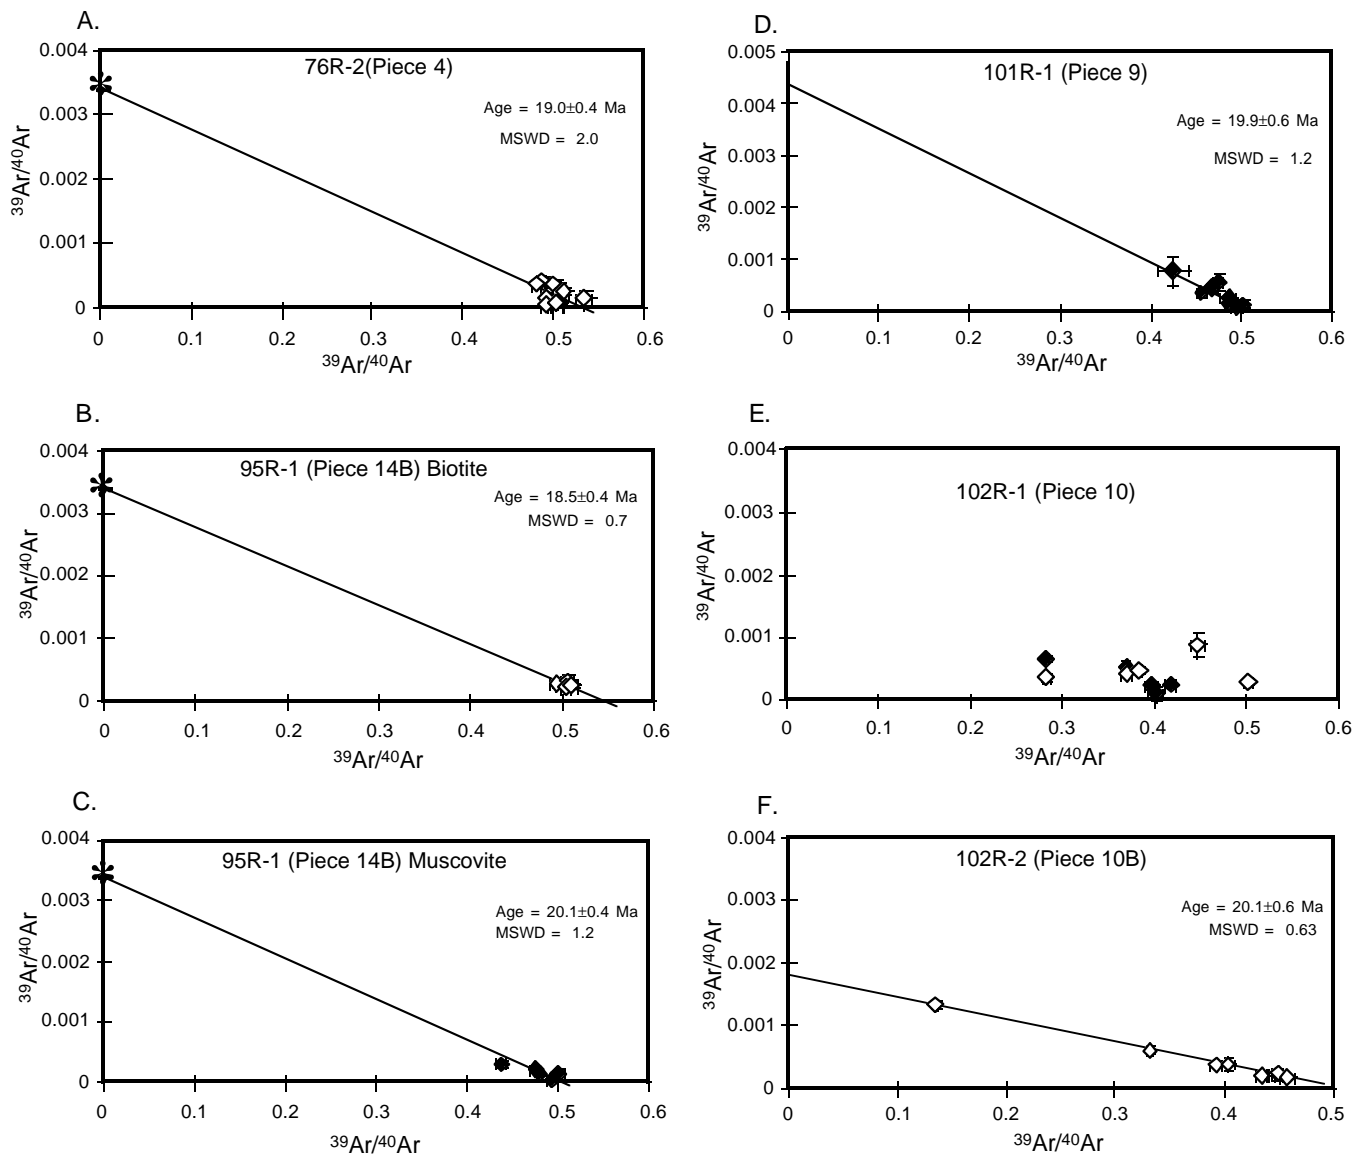 A.
76R-2(Piece 4)
Age = 19.0±0.4 Ma
MSWD = 2.0
0.004
0.003
0.002
0.001
0
39Ar/40Ar
0
0.1
0.2
0.3
0.4
0.5
0.6
39Ar/40Ar
B.
95R-1 (Piece 14B) Biotite
Age = 18.5±0.4 Ma
MSWD = 0.7
0.004
0.003
0.002
0.001
0
39Ar/40Ar
0
0.1
0.2
0.3
0.4
0.5
0.6
39Ar/40Ar
C.
95R-1 (Piece 14B) Muscovite
Age = 20.1±0.4 Ma
MSWD = 1.2
0.004
0.003
0.002
0.001
0
39Ar/40Ar
0
0.1
0.2
0.3
0.4
0.5
0.6
39Ar/40Ar
D.
101R-1 (Piece 9)
Age = 19.9±0.6 Ma
MSWD = 1.2
0.005
0.004
0.003
0.002
0.001
0
39Ar/40Ar
0
0.1
0.2
0.3
0.4
0.5
0.6
39Ar/40Ar
E.
102R-1 (Piece 10)
0.004
0.003
0.002
0.001
0
39Ar/40Ar
0
0.1
0.2
0.3
0.4
0.5
0.6
39Ar/40Ar
F.
102R-2 (Piece 10B)
Age = 20.1±0.6 Ma
MSWD = 0.63
0.004
0.003
0.002
0.001
0
39Ar/40Ar
0
0.1
0.2
0.3
0.4
0.5
39Ar/40Ar